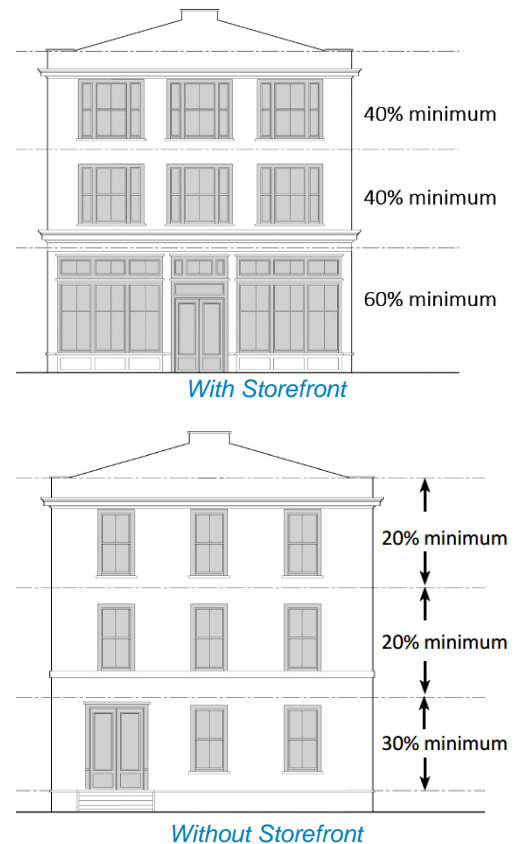 40% minimum
40% minimum
60% minimum
With Storefront
20% minimum
20% minimum
30% minimum
Without Storefront